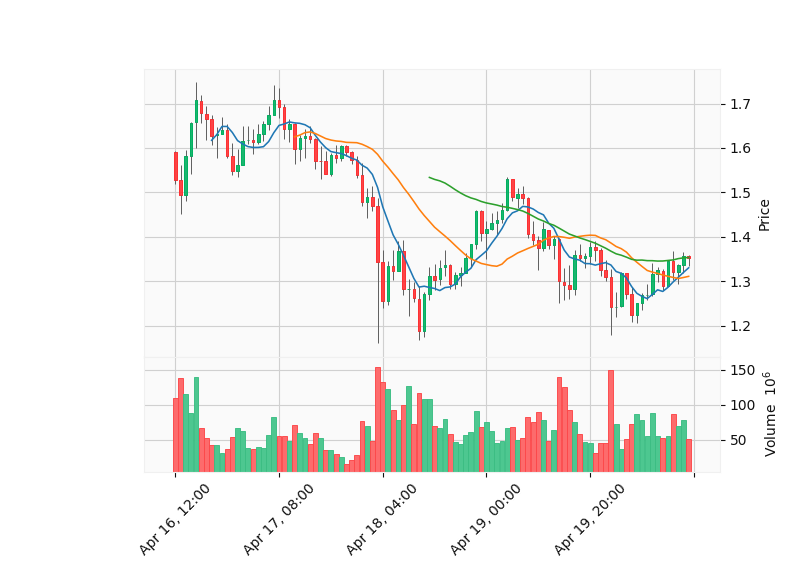 1.7
1.6
1.5
1.4
1.3
1.2
Price
150
100
50
Volume 10^6
Apr 16, 12:00
Apr 17, 08:00
Apr 18, 04:00
Apr 19, 00:00
Apr 19, 20:00